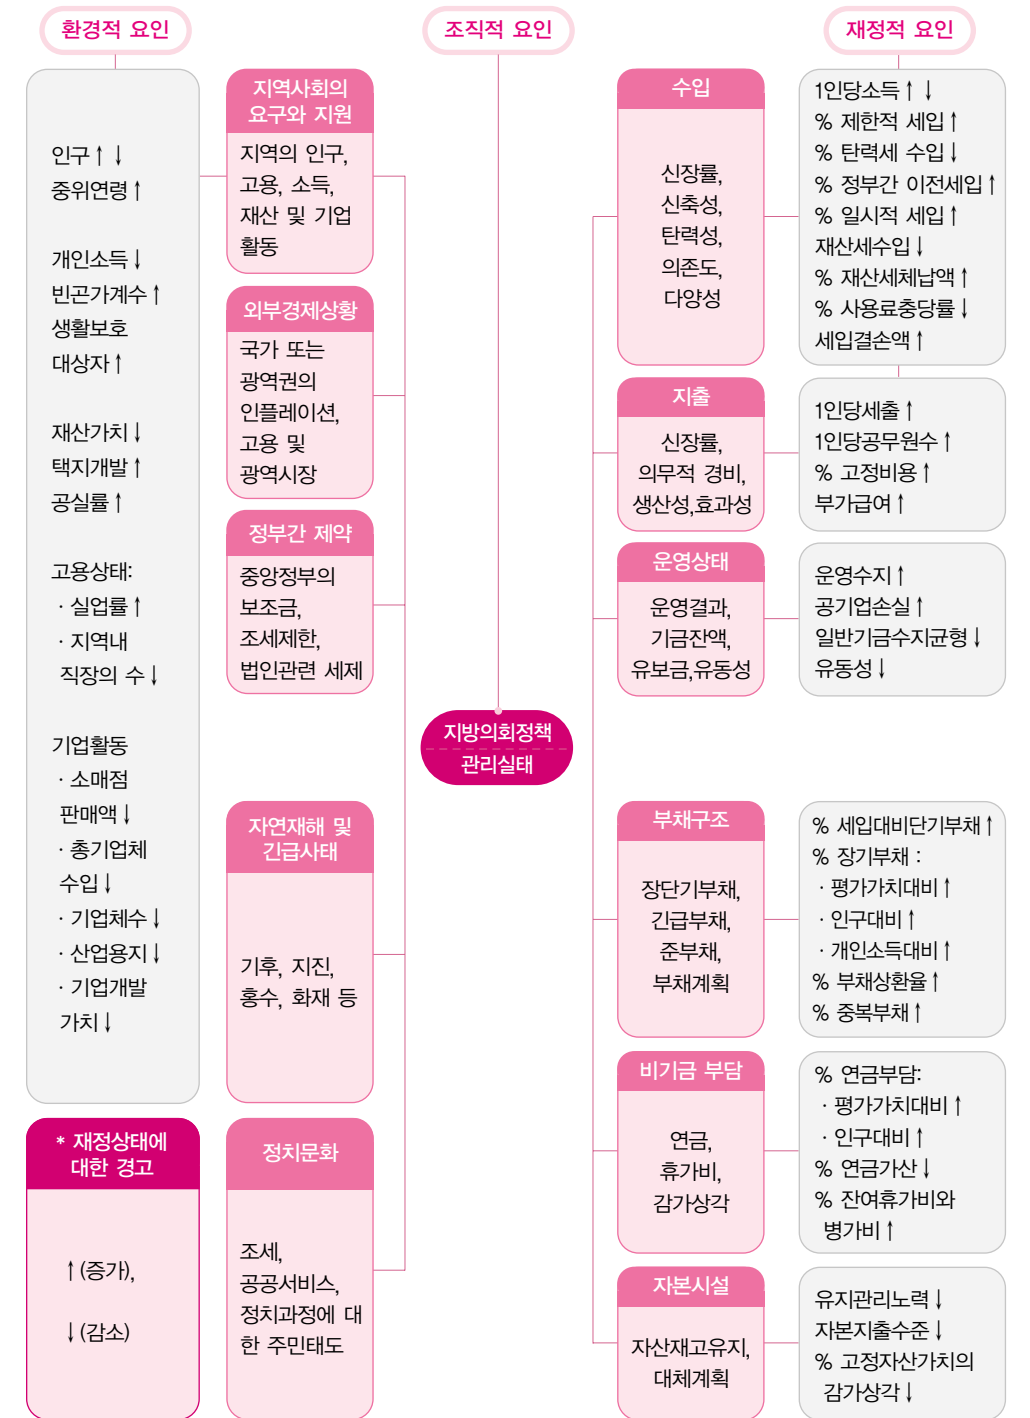 환경적 요인
조직적 요인
재정적 요인
인구↑ ↓
중위연령↑
개인소득↓
빈곤가계수↑
생활보호
대상자↑
재산가치↓
택지개발↑
공실률↑
고용상태:
· 실업률↑
· 지역내
직장의 수↓
기업활동
· 소매점
판매액↓
· 총기업체
수입↓
· 기업체수↓
· 산업용지↓
· 기업개발
가치↓
* 재정상태에
대한 경고
↑(증가),
↓(감소)
지역사회의
요구와 지원
지역의 인구,
고용, 소득,
재산 및 기업
활동
외부경제상황
국가 또는
광역권의
인플레이션,
고용 및
광역시장
정부간 제약
중앙정부의
보조금,
조세제한,
법인관련 세제
자연재해 및
긴급사태
기후, 지진,
홍수, 화재 등
정치문화
조세,
공공서비스,
정치과정에 대
한 주민태도
지방의회정책
관리실태
수입
신장률,
신축성,
탄력성,
의존도,
다양성
지출
신장률,
의무적 경비,
생산성,효과성
운영상태
운영결과,
기금잔액,
유보금,유동성
부채구조
장단기부채,
긴급부채,
준부채,
부채계획
비기금 부담
연금,
휴가비,
감가상각
자본시설
자산재고유지,
대체계획
1인당소득↑ ↓
% 제한적 세입↑
% 탄력세 수입↓
% 정부간 이전세입↑
% 일시적 세입↑
재산세수입↓
% 재산세체납액↑
% 사용료충당률↓
세입결손액↑
1인당세출↑
1인당공무원수↑
% 고정비용↑
부가급여↑
운영수지↑
공기업손실↑
일반기금수지균형↓
유동성↓
% 세입대비단기부채↑
% 장기부채 :
· 평가가치대비↑
· 인구대비↑
· 개인소득대비↑
% 부채상환율↑
% 중복부채↑
% 연금부담:
· 평가가치대비↑
· 인구대비↑
% 연금가산↓
% 잔여휴가비와
병가비↑
유지관리노력↓
자본지출수준↓
% 고정자산가치의
감가상각↓